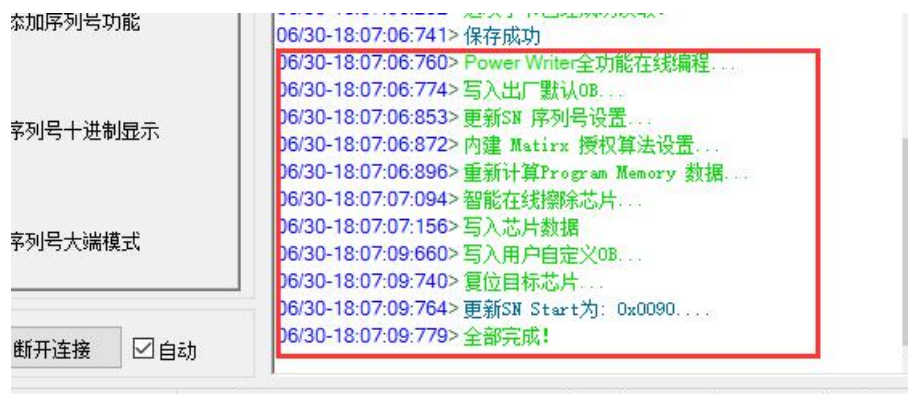 添加序列号功能
序列号十进制显示
序列号大端模式
断开连接
自动
06/30-18:07:06:741> 保存成功
06/30-18:07:06:760> Power Writer全功能在线编程...
06/30-18:07:06:774> 写入出厂默认OB...
06/30-18:07:06:853> 更新SN 序列号设置...
06/30-18:07:06:872> 内建 Matirx 授权算法设置...
06/30-18:07:06:896> 重新计算Program Memory 数据...
06/30-18:07:07:094> 智能在线擦除芯片...
06/30-18:07:07:156> 写入芯片数据
06/30-18:07:09:660> 写入用户自定义OB...
06/30-18:07:09:740> 复位目标芯片...
06/30-18:07:09:764> 更新SN Start为: 0x0090....
06/30-18:07:09:779> 全部完成!